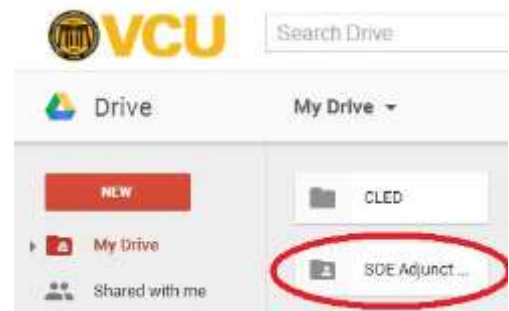 VCU
Search Drive
Drive
My Drive
NEW
CLED
My Drive
SOE Adjunct ...
Shared with me